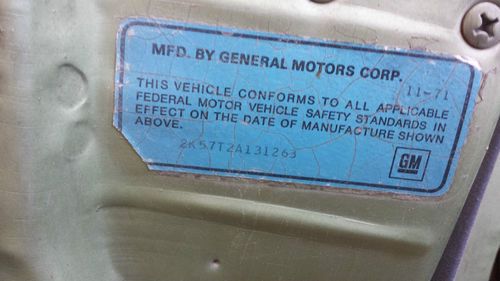 MFD. BY GENERAL MOTORS CORP.
11-71
THIS VEHICLE CONFORMS TO ALL APPLICABLE
FEDERAL MOTOR VEHICLE SAFETY STANDARDS IN
EFFECT ON THE DATE OF MANUFACTURE SHOWN
ABOVE.
2K57T2A131263
GM